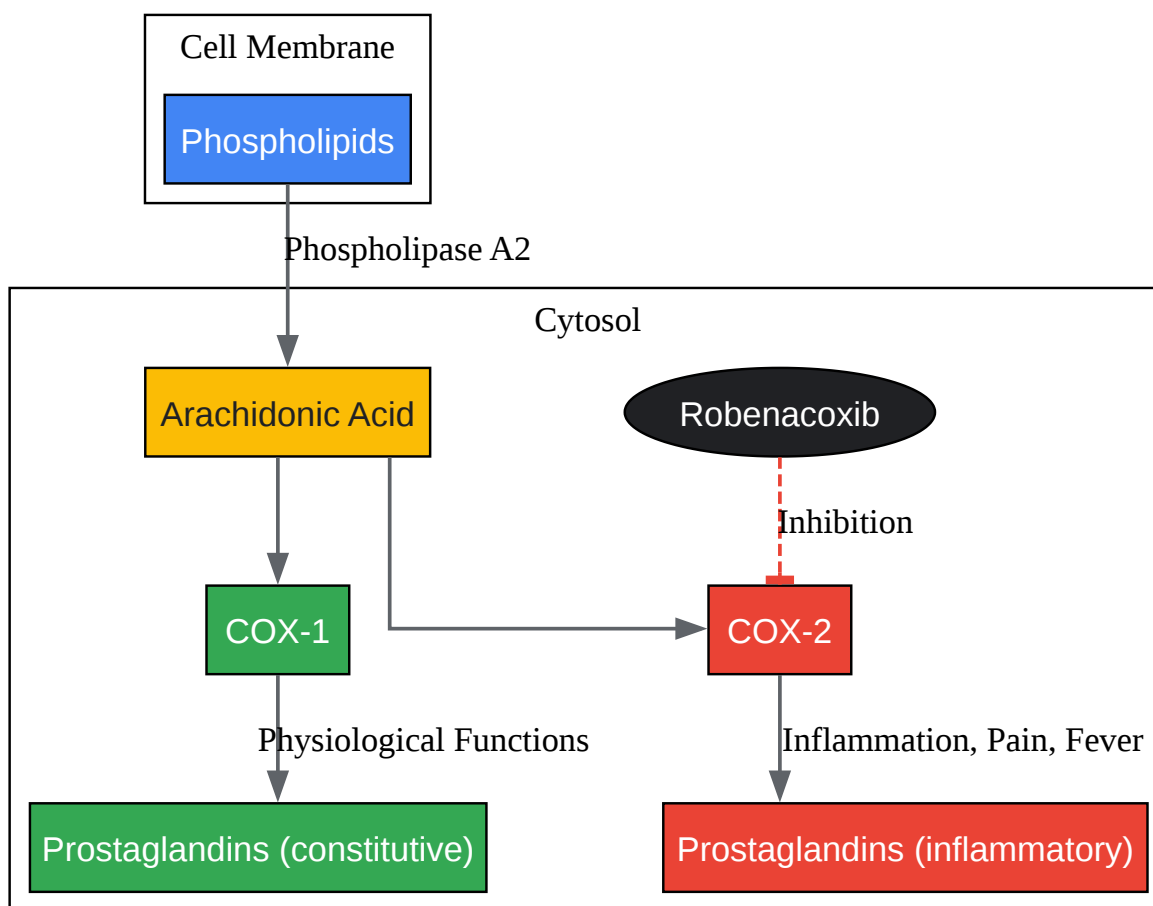 Cell Membrane
Phospholipids
Phospholipase A2
Cytosol
Arachidonic Acid
Robenacoxib
Inhibition
COX-1
COX-2
Physiological Functions
Inflammation, Pain, Fever
Prostaglandins (constitutive)
Prostaglandins (inflammatory)